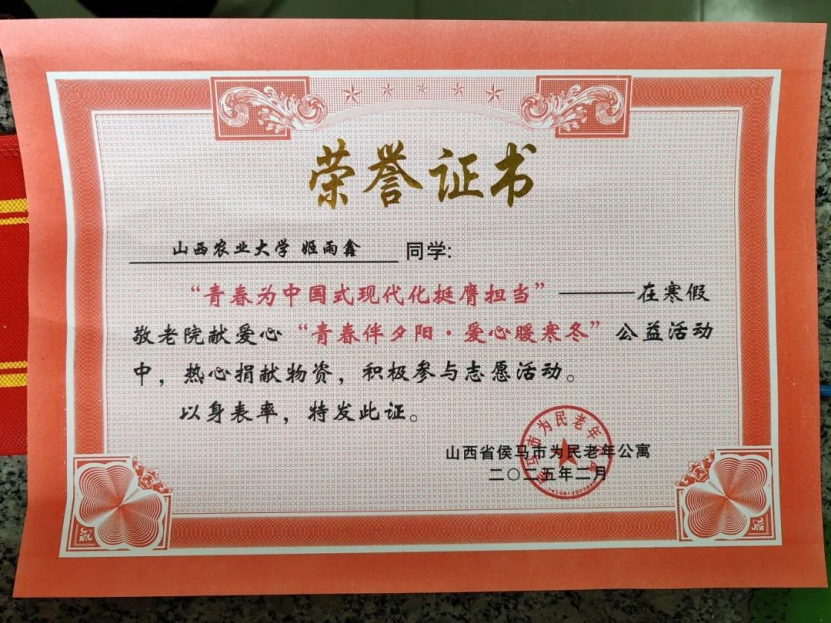 荣誉证书
山西农业大学 姬雨鑫 同学:
“青春为中国式现代化挺膺担当”———在寒假
敬老院献爱心“青春伴夕阳·爱心暖寒冬”公益活动
中，热心捐献物资，积极参与志愿活动。
以身表率，特发此证。
山西省侯马市为民老年公寓
二〇二五年二月